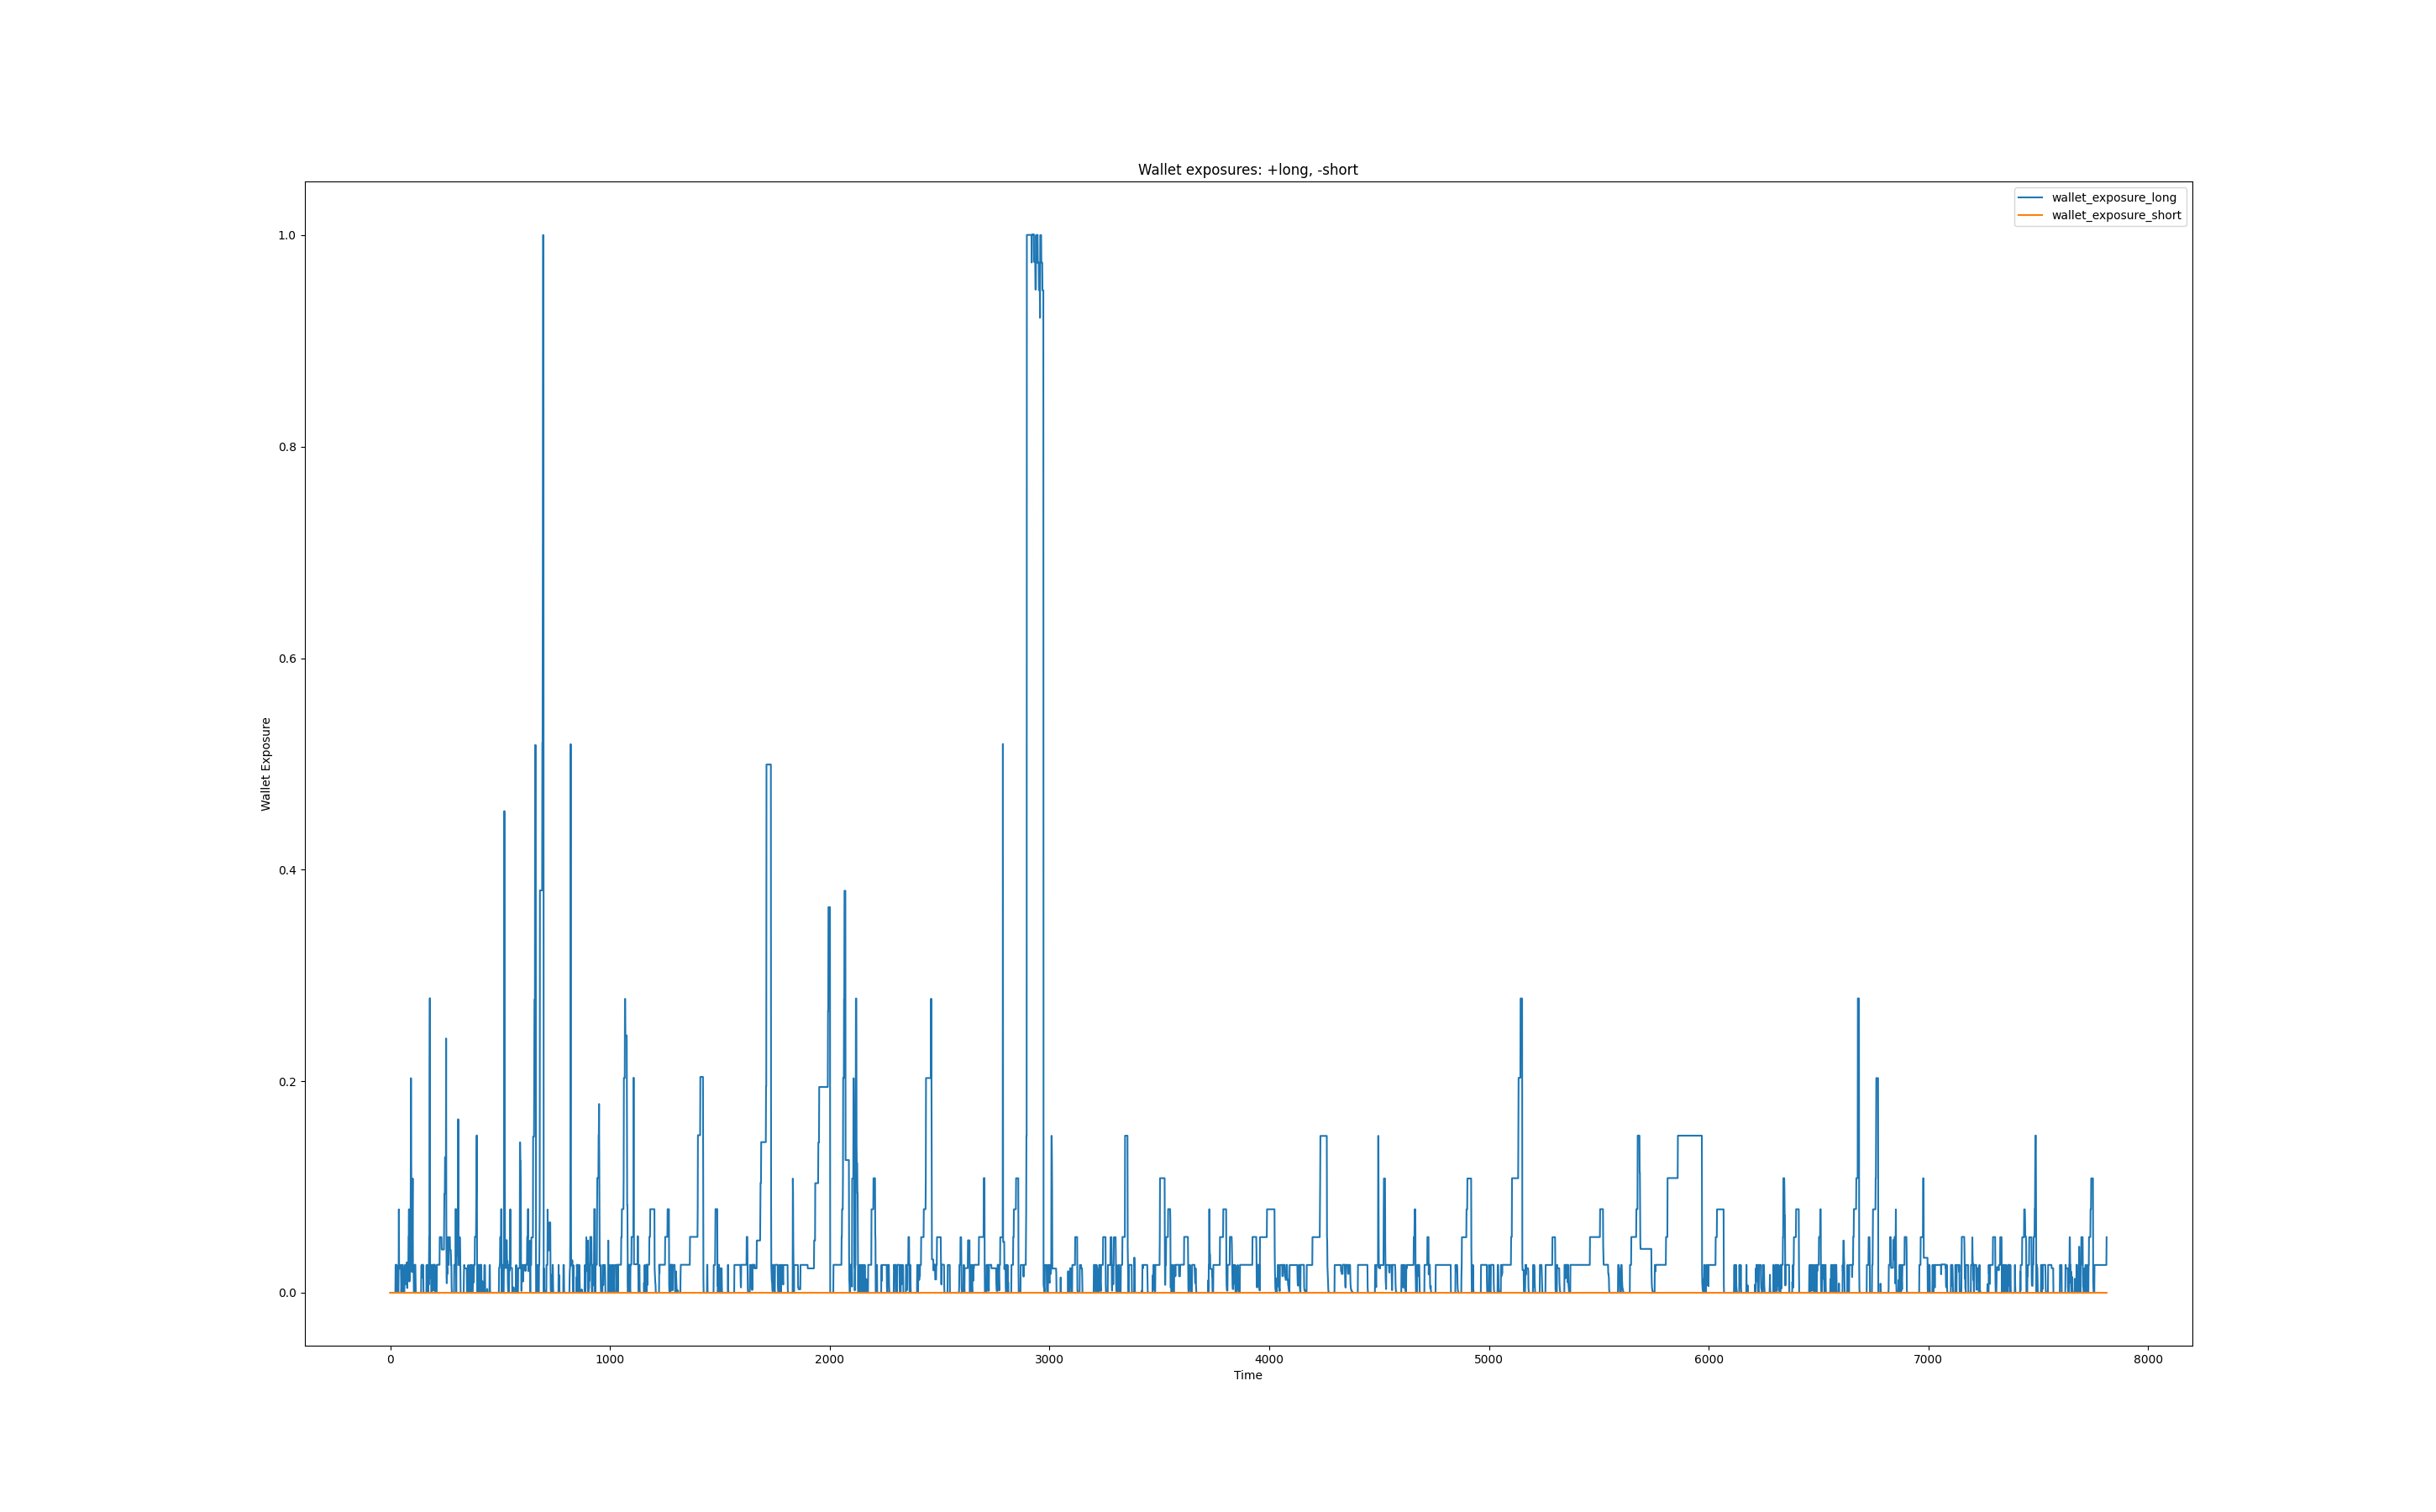 Wallet exposures: +long, -short
wallet_exposure_long
wallet_exposure_short
1.0
0.8
0.6
0.4
0.2
0.0
Wallet Exposure
0 1000 2000 3000 4000 5000 6000 7000 8000
Time